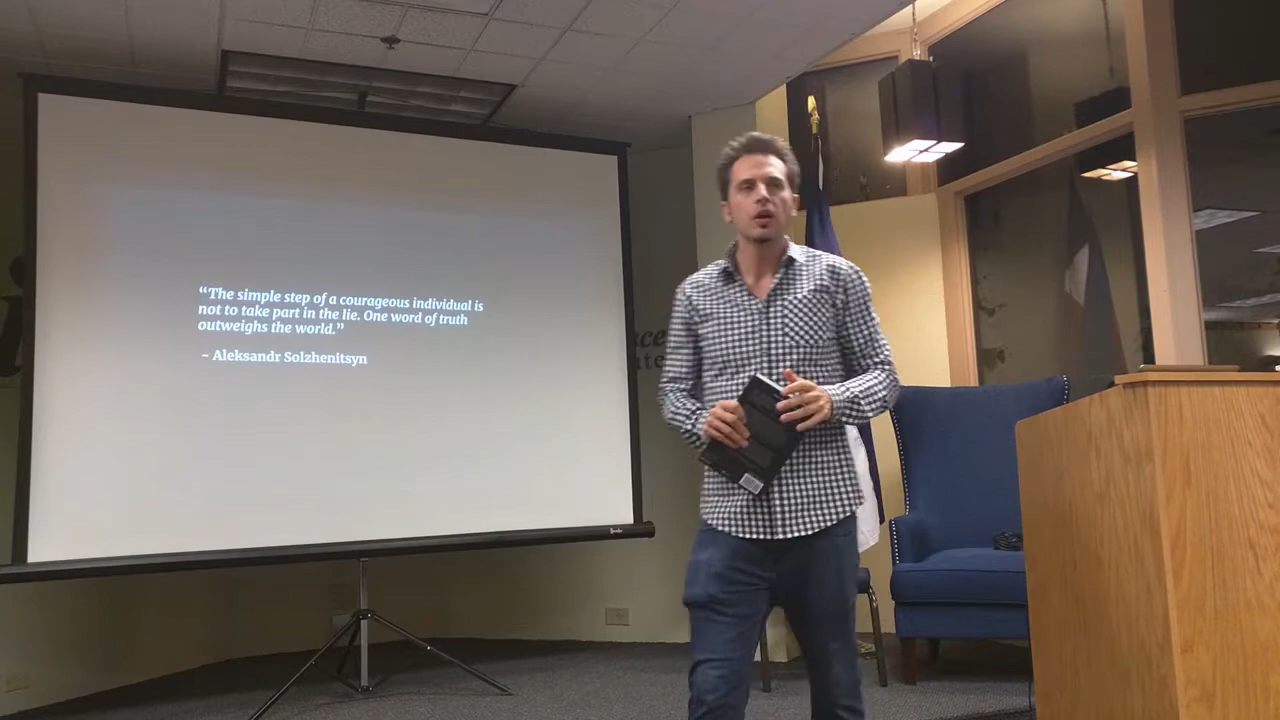 “The simple step of a courageous individual is
not to take part in the lie. One word of truth
outweighs the world.”
– Aleksandr Solzhenitsyn